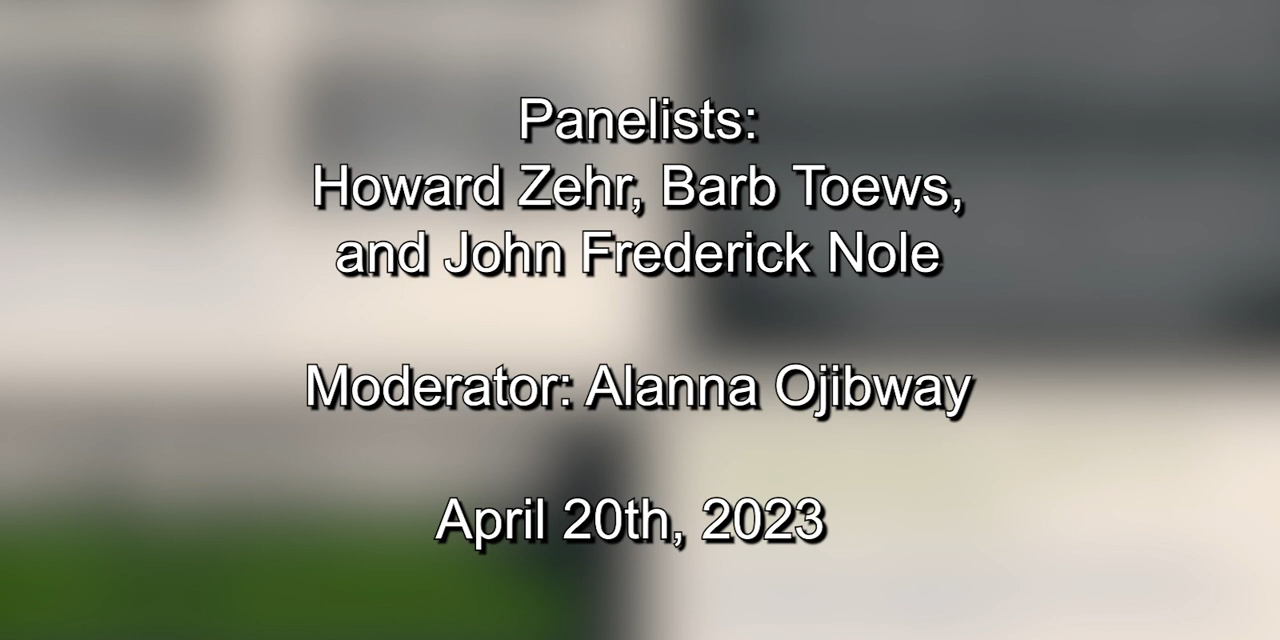 Panelists:
Howard Zehr, Barb Toews,
and John Frederick Nole
Moderator: Alanna Ojibway
April 20th, 2023